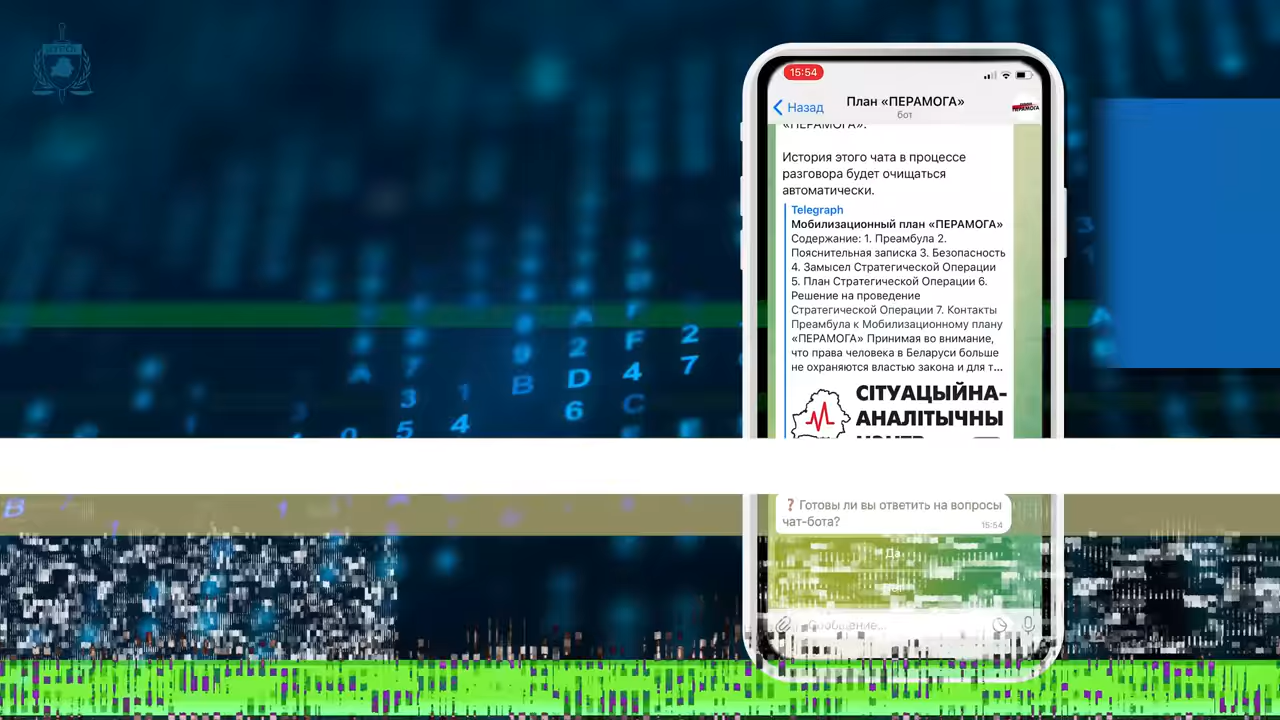 15:54
Назад
План «ПЕРАМОГА»
бот
«ПЕРАМОГА».
История этого чата в процессе
разговора будет очищаться
автоматически.
Telegraph
Мобилизационный план «ПЕРАМОГА»
Содержание: 1. Преамбула 2.
Пояснительная записка 3. Безопасность
4. Замысел Стратегической Операции
5. План Стратегической Операции 6.
Решение на проведение
Стратегической Операции 7. Контакты
Преамбула к Мобилизационному плану
«ПЕРАМОГА» Принимая во внимание,
что права человека в Беларуси больше
не охраняются властью закона и для т...
СІТУАЦЫЙНА-
АНАЛІТЫЧНЫ
❓ Готовы ли вы ответить на вопросы
чат-бота?
15:54
Да
Сообщение...